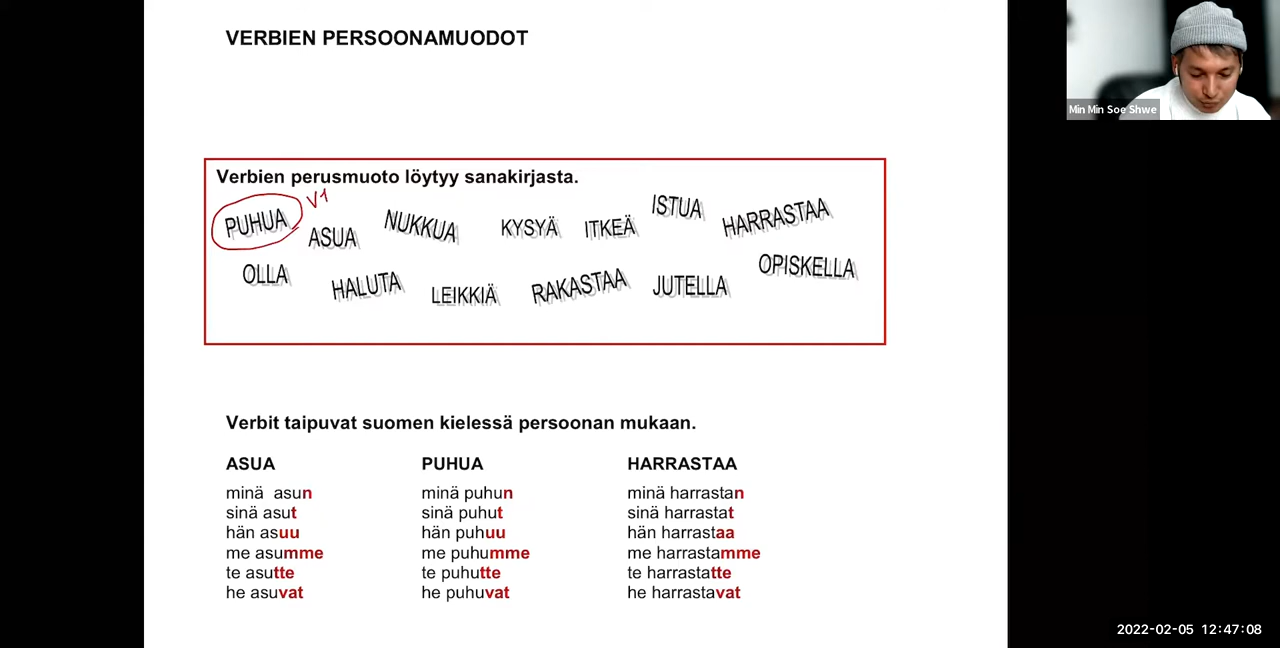 VERBIEN PERSOONAMUODOT
Min Min Soe Shwe
Verbien perusmuoto löytyy sanakirjasta.
PUHUA V1 ASUA NUKKUA KYSYÄ ITKEÄ ISTUA HARRASTAA
OLLA HALUTA LEIKKIÄ RAKASTAA JUTELLA OPISKELLA
Verbit taipuvat suomen kielessä persoonan mukaan.
ASUA
minä asun
sinä asut
hän asuu
me asumme
te asutte
he asuvat
PUHUA
minä puhun
sinä puhut
hän puhuu
me puhumme
te puhutte
he puhuvat
HARRASTAA
minä harrastan
sinä harrastat
hän harrastaa
me harrastamme
te harrastatte
he harrastavat
2022-02-05 12:47:08